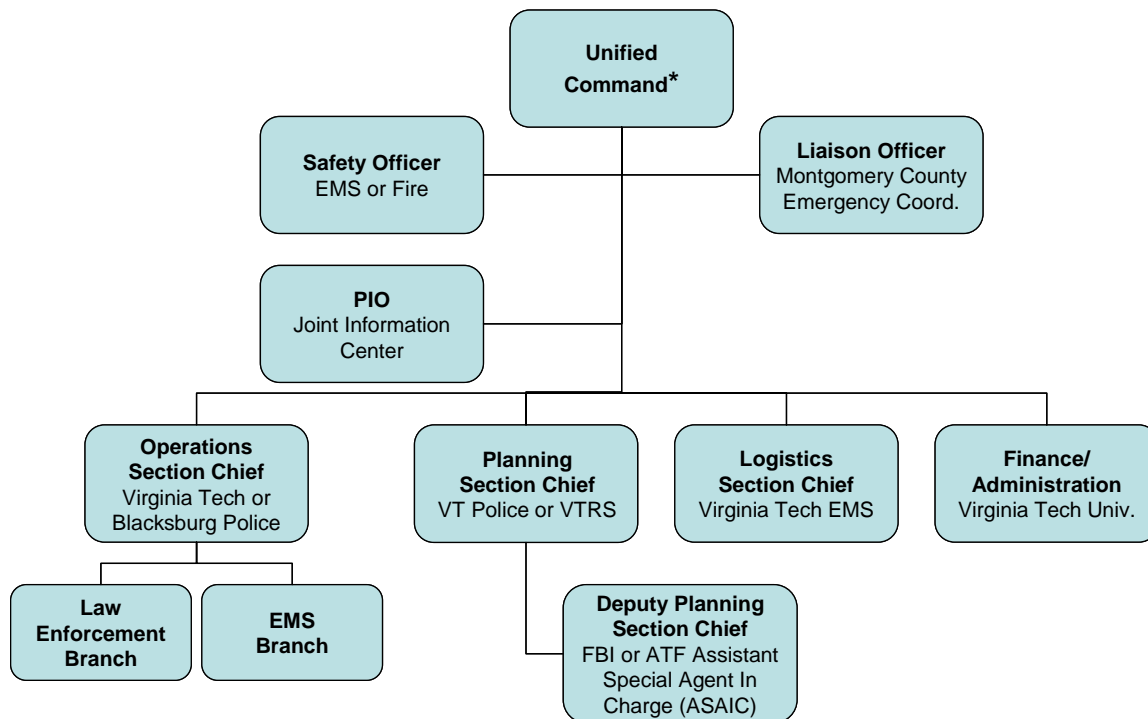 Unified
Command*
Safety Officer
EMS or Fire
Liaison Officer
Montgomery County
Emergency Coord.
PIO
Joint Information
Center
Operations
Section Chief
Virginia Tech or
Blacksburg Police
Planning
Section Chief
VT Police or VTRS
Logistics
Section Chief
Virginia Tech EMS
Finance/
Administration
Virginia Tech Univ.
Law
Enforcement
Branch
EMS
Branch
Deputy Planning
Section Chief
FBI or ATF Assistant
Special Agent In
Charge (ASAIC)